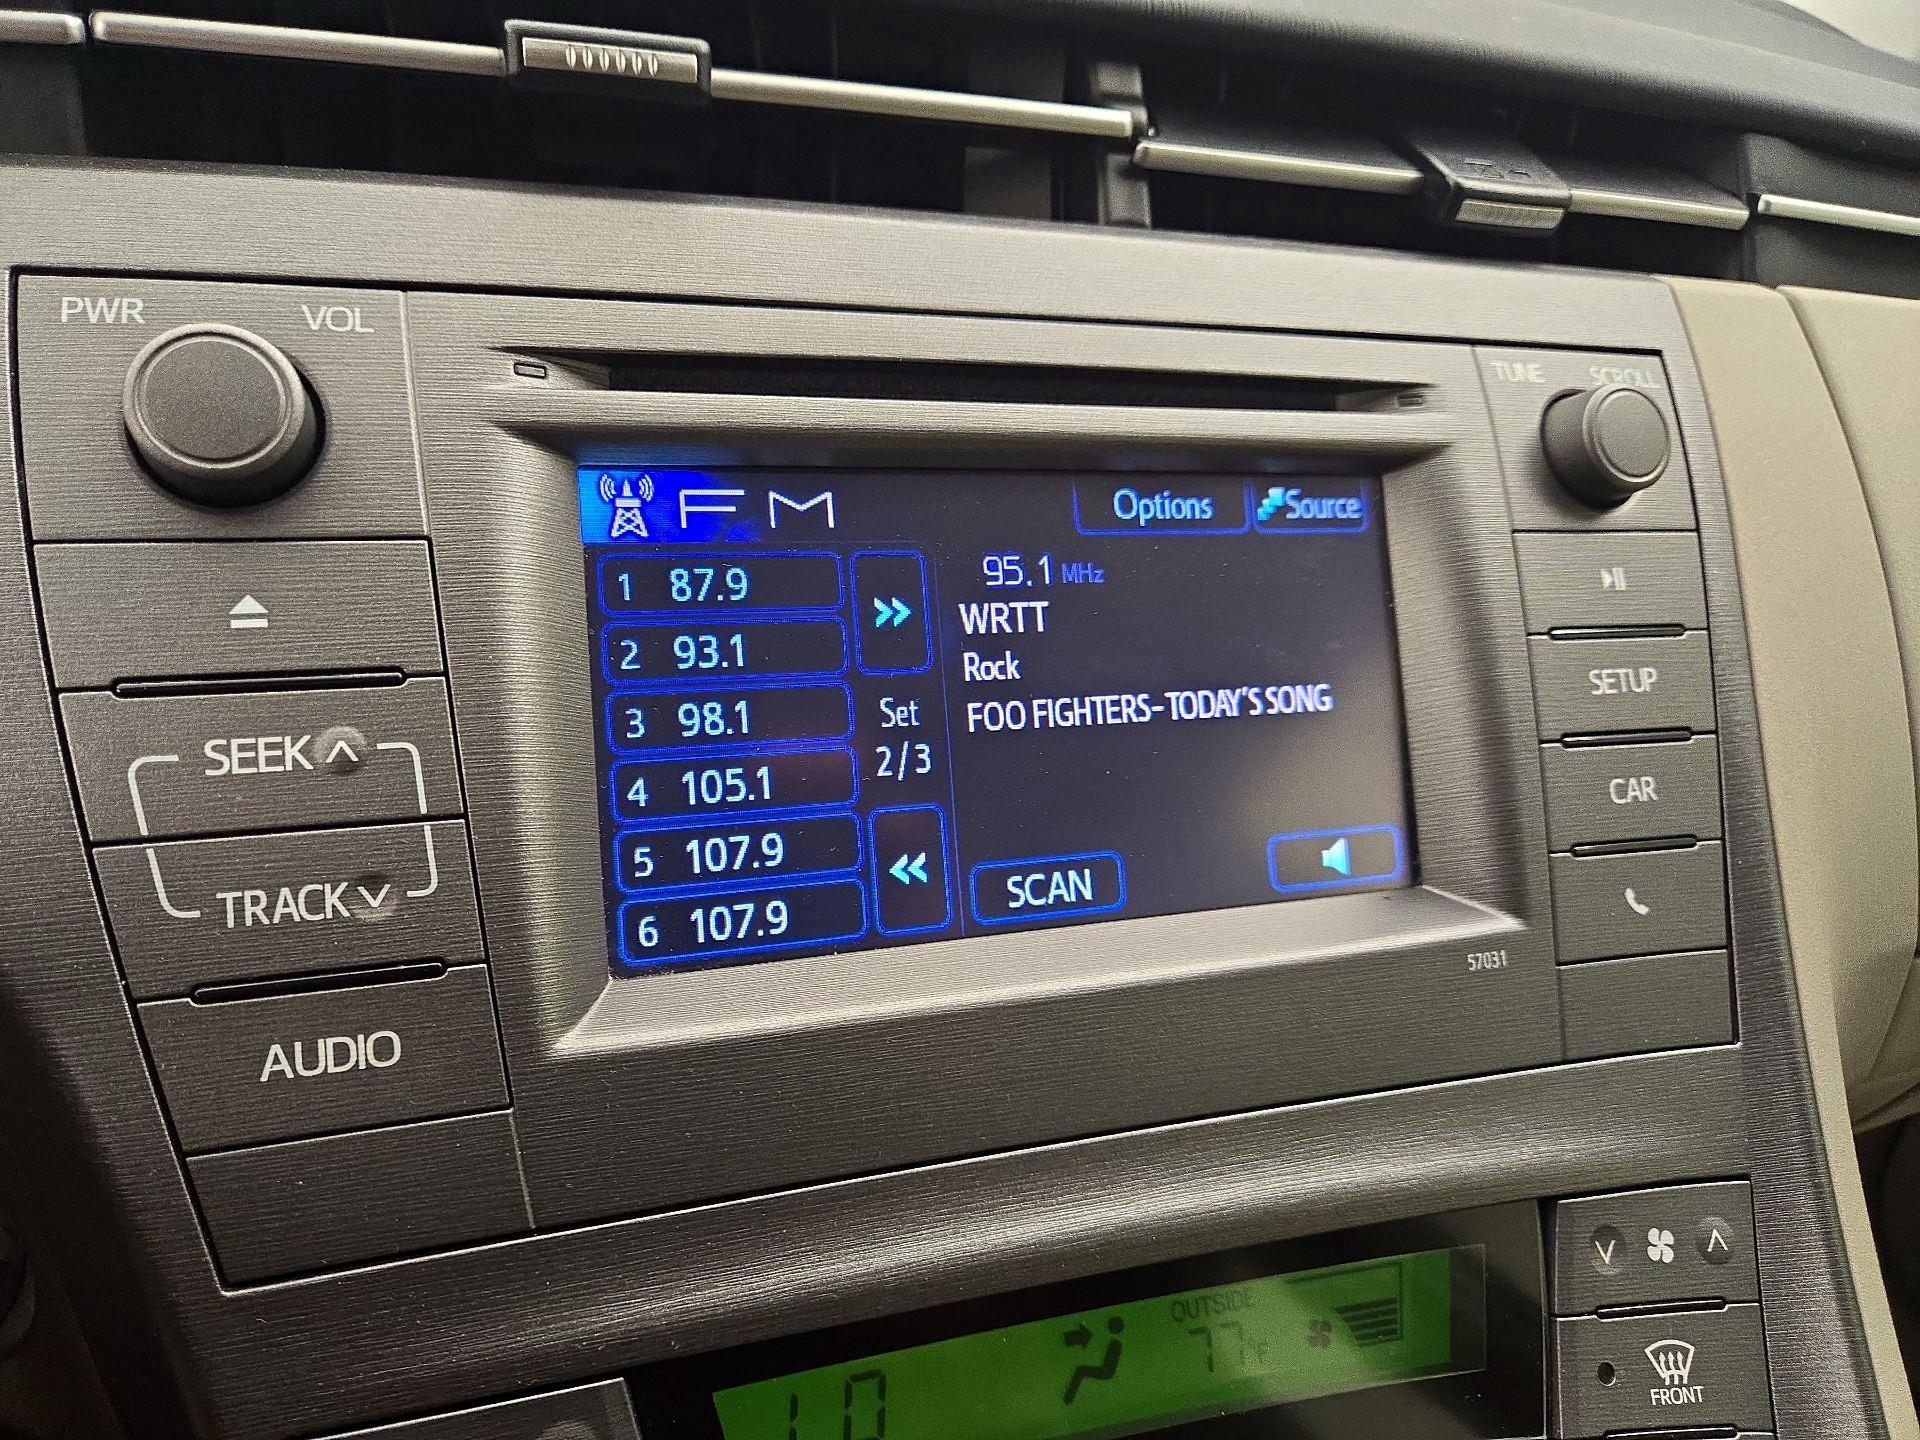 PWR VOL
TUNE SCROLL
FM
Options
Source
1 87.9
2 93.1
3 98.1
4 105.1
5 107.9
6 107.9
Set
2/3
95.1 MHz
WRTT
Rock
FOO FIGHTERS-TODAY'S SONG
SCAN
SEEK
TRACK
AUDIO
SETUP
CAR
57031
OUTSIDE
77°F
FRONT